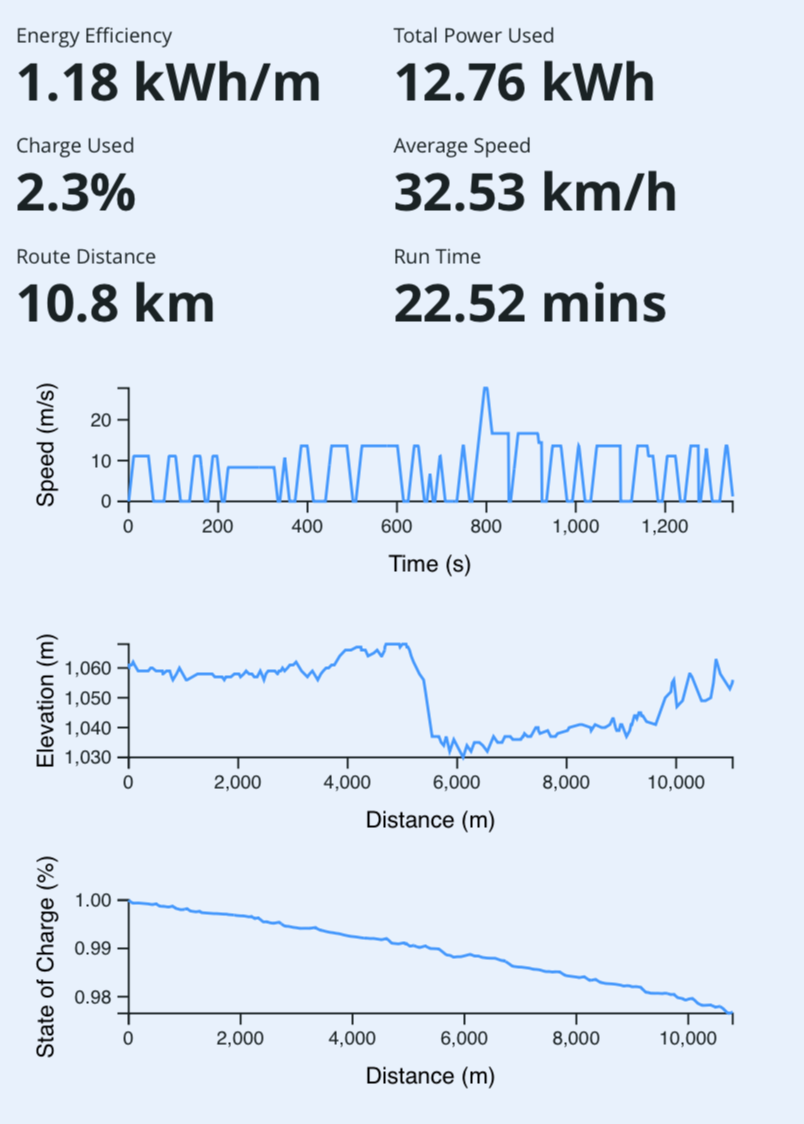 Energy Efficiency
Total Power Used
1.18 kWh/m
12.76 kWh
Charge Used
Average Speed
2.3%
32.53 km/h
Route Distance
Run Time
10.8 km
22.52 mins
Speed (m/s)
20
10
0
0 200 400 600 800 1,000 1,200
Time (s)
Elevation (m)
1,060
1,050
1,040
1,030
0 2,000 4,000 6,000 8,000 10,000
Distance (m)
State of Charge (%)
1.00
0.99
0.98
0 2,000 4,000 6,000 8,000 10,000
Distance (m)